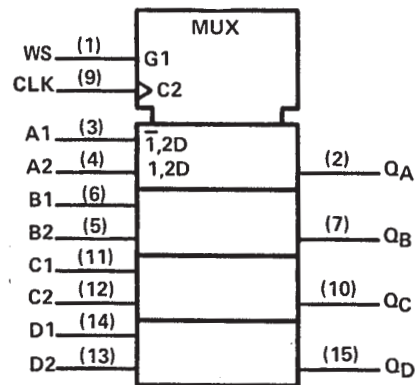 MUX
WS (1) G1
CLK (9) C2
A1 (3) 1̅,2D
A2 (4) 1,2D (2) QA
B1 (6)
B2 (5) (7) QB
C1 (11)
C2 (12) (10) QC
D1 (14)
D2 (13) (15) QD